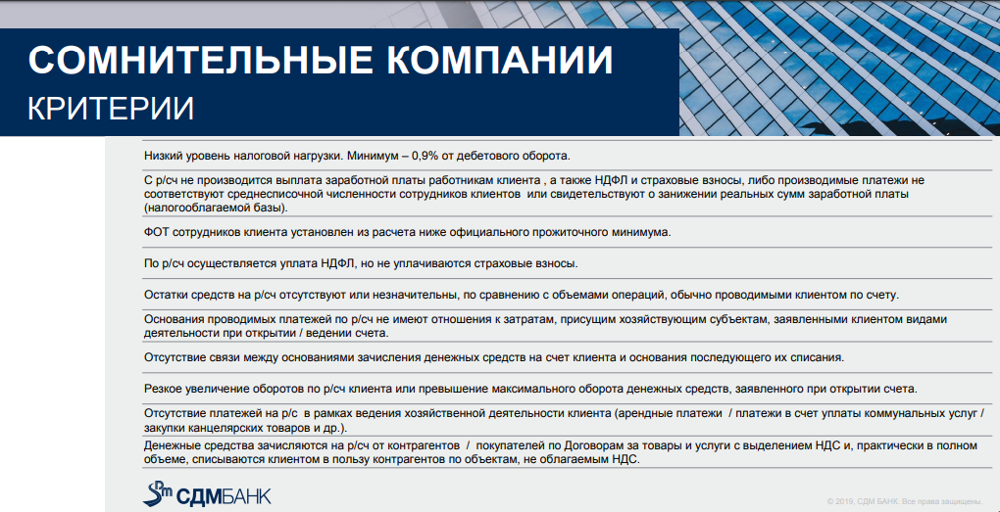 СОМНИТЕЛЬНЫЕ КОМПАНИИ
КРИТЕРИИ
Низкий уровень налоговой нагрузки. Минимум – 0,9% от дебетового оборота.
С р/сч не производится выплата заработной платы работникам клиента , а также НДФЛ и страховые взносы, либо производимые платежи не
соответствуют среднесписочной численности сотрудников клиентов или свидетельствуют о занижении реальных сумм заработной платы
(налогооблагаемой базы).
ФОТ сотрудников клиента установлен из расчета ниже официального прожиточного минимума.
По р/сч осуществляется уплата НДФЛ, но не уплачиваются страховые взносы.
Остатки средств на р/сч отсутствуют или незначительны, по сравнению с объемами операций, обычно проводимыми клиентом по счету.
Основания проводимых платежей по р/сч не имеют отношения к затратам, присущим хозяйствующим субъектам, заявленными клиентом видами
деятельности при открытии / ведении счета.
Отсутствие связи между основаниями зачисления денежных средств на счет клиента и основания последующего их списания.
Резкое увеличение оборотов по р/сч клиента или превышение максимального оборота денежных средств, заявленного при открытии счета.
Отсутствие платежей на р/с в рамках ведения хозяйственной деятельности клиента (арендные платежи / платежи в счет уплаты коммунальных услуг /
закупки канцелярских товаров и др.).
Денежные средства зачисляются на р/сч от контрагентов / покупателей по Договорам за товары и услуги с выделением НДС и, практически в полном
объеме, списываются клиентом в пользу контрагентов по объектам, не облагаемым НДС.
СДМБАНК
© 2019, СДМ БАНК. Все права защищены.